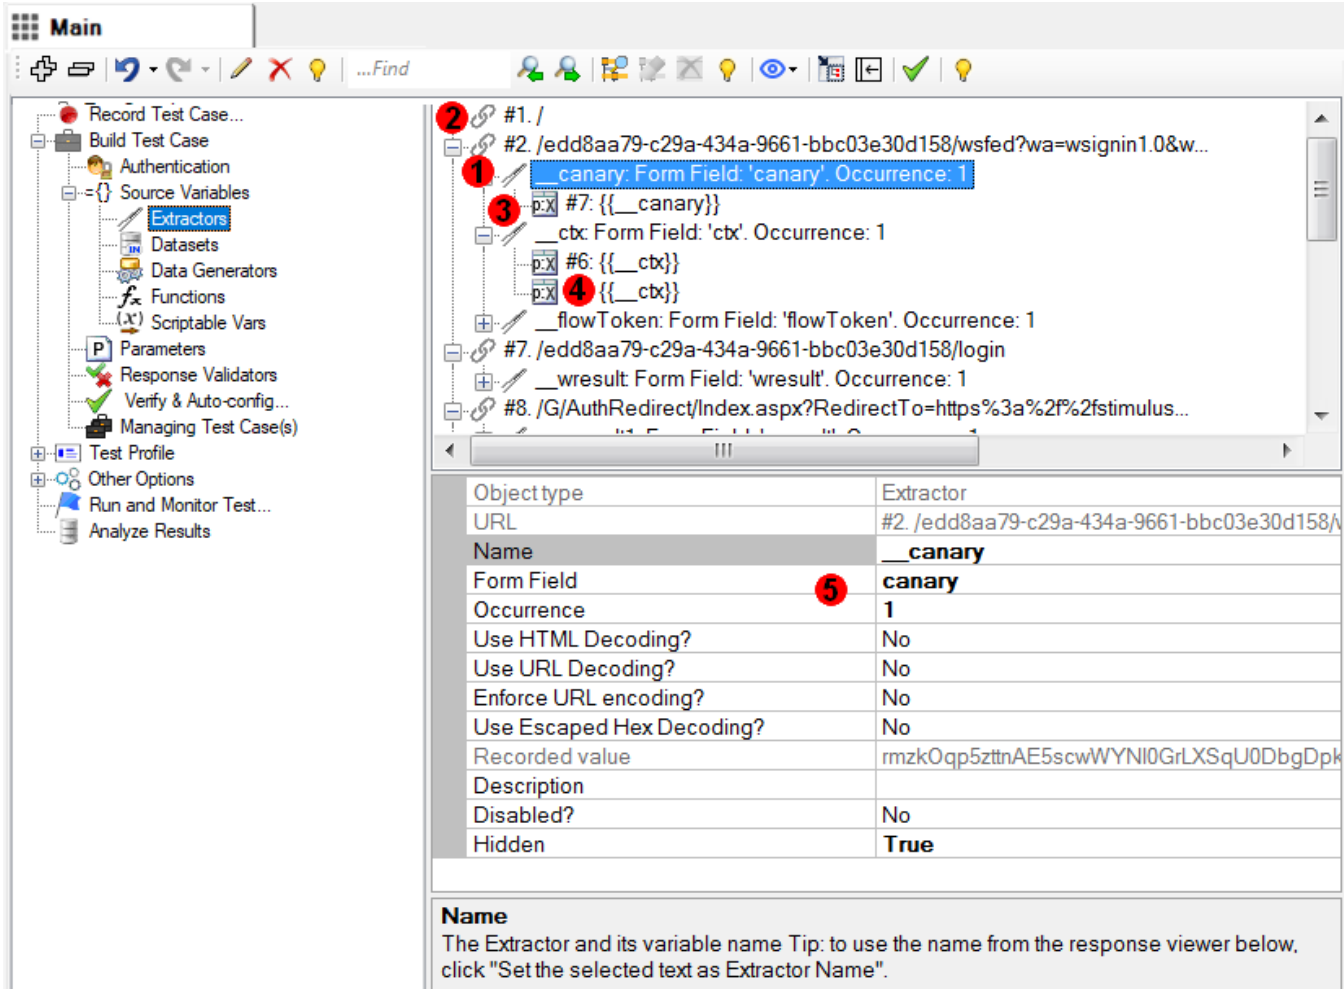 Main
...Find
Record Test Case...
Build Test Case
Authentication
={} Source Variables
Extractors
Datasets
Data Generators
Functions
Scriptable Vars
P Parameters
Response Validators
Verify & Auto-config...
Managing Test Case(s)
Test Profile
Other Options
Run and Monitor Test...
Analyze Results
2 #1. /
#2. /edd8aa79-c29a-434a-9661-bbc03e30d158/wsfed?wa=wsignin1.0&w...
1 __canary: Form Field: 'canary'. Occurrence: 1
3 p:X #7: {{__canary}}
__ctx: Form Field: 'ctx'. Occurrence: 1
p:X #6: {{__ctx}}
p:X 4 {{__ctx}}
__flowToken: Form Field: 'flowToken'. Occurrence: 1
#7. /edd8aa79-c29a-434a-9661-bbc03e30d158/login
__wresult: Form Field: 'wresult'. Occurrence: 1
#8. /G/AuthRedirect/Index.aspx?RedirectTo=https%3a%2f%2fstimulus...
Object type Extractor
URL #2. /edd8aa79-c29a-434a-9661-bbc03e30d158/
Name __canary
Form Field canary
5
Occurrence 1
Use HTML Decoding? No
Use URL Decoding? No
Enforce URL encoding? No
Use Escaped Hex Decoding? No
Recorded value rmzkOqp5zttnAE5scwWYNl0GrLXSqU0DbgDpk
Description
Disabled? No
Hidden True
Name
The Extractor and its variable name Tip: to use the name from the response viewer below,
click "Set the selected text as Extractor Name".